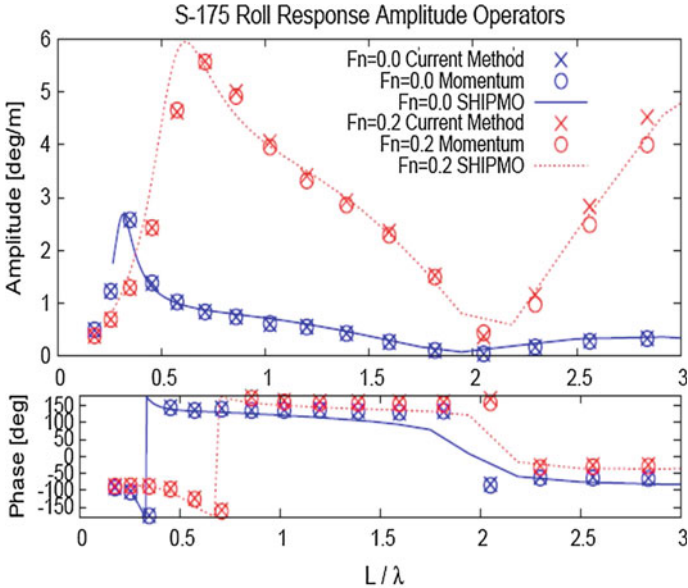 S-175 Roll Response Amplitude Operators
Amplitude [deg/m]
6
5
4
3
2
1
0
Fn=0.0 Current Method
Fn=0.0 Momentum
Fn=0.0 SHIPMO
Fn=0.2 Current Method
Fn=0.2 Momentum
Fn=0.2 SHIPMO
0 0.5 1 1.5 2 2.5 3
Phase [deg]
150
100
50
0
-50
-100
-150
0 0.5 1 1.5 2 2.5 3
L / λ